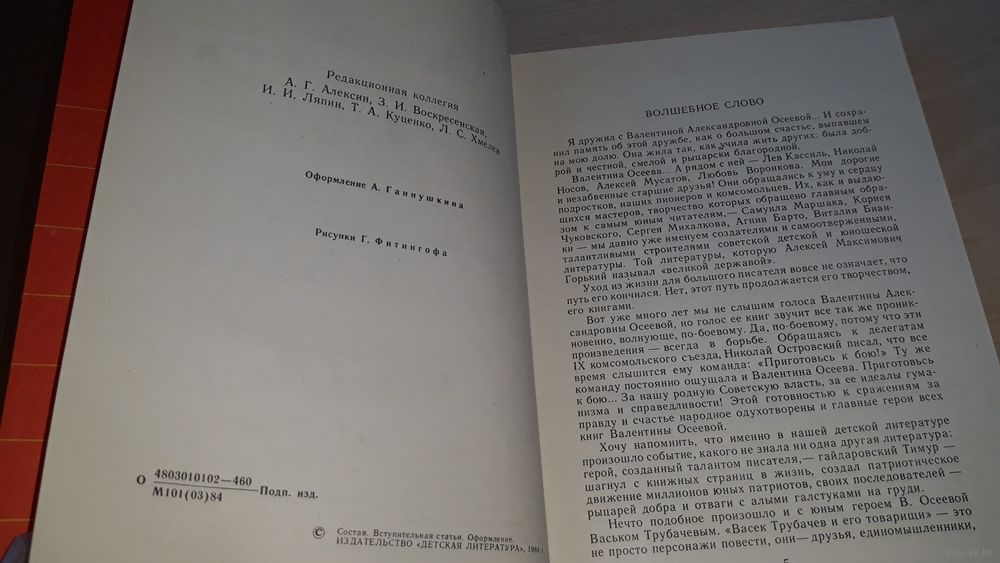 Редакционная коллегия
А. Г. Алексин, З. И. Воскресенская,
И. И. Ляпин, Т. А. Куценко, Л. С. Хмелев
Оформление А. Ганнушкина
Рисунки Г. Фитингофа
О 4803010102—460
М101(03)84 Подп. изд.
© Состав. Вступительная статья. Оформление.
ИЗДАТЕЛЬСТВО «ДЕТСКАЯ ЛИТЕРАТУРА», 1984 г.
ВОЛШЕБНОЕ СЛОВО
Я дружил с Валентиной Александровной Осеевой... И сохра-
нил память об этой дружбе, как о большом счастье, выпавшем
на мою долю. Она жила так, как учила жить других: была доб-
рой и честной, смелой и рыцарски благородной.
Валентина Осеева... А рядом с ней — Лев Кассиль, Николай
Носов, Алексей Мусатов, Любовь Воронкова. Мои дорогие
и незабвенные старшие друзья! Они обращались к уму и сердцу
подростков, наших пионеров и комсомольцев. Их, как и выдаю-
щихся мастеров, творчество которых обращено главным обра-
зом к самым юным читателям,— Самуила Маршака, Корнея
Чуковского, Сергея Михалкова, Агнии Барто, Виталия Биан-
ки — мы давно уже именуем создателями и самоотверженными,
талантливыми строителями советской детской и юношеской
литературы. Той литературы, которую Алексей Максимович
Горький называл «великой державой».
Уход из жизни для большого писателя вовсе не означает, что
путь его кончился. Нет, этот путь продолжается его творчеством,
его книгами.
Вот уже много лет мы не слышим голоса Валентины Алек-
сандровны Осеевой, но голос ее книг звучит все так же проник-
новенно, волнующе, по-боевому. Да, по-боевому, потому что эти
произведения — всегда в борьбе. Обращаясь к делегатам
IX комсомольского съезда, Николай Островский писал, что все
время слышится ему команда: «Приготовьсь к бою!» Ту же
команду постоянно ощущала и Валентина Осеева. Приготовьсь
к бою... За нашу родную Советскую власть, за ее идеалы гума-
низма и справедливости! Этой готовностью к сражениям за
правду и счастье народное одухотворены и главные герои всех
книг Валентины Осеевой.
Хочу напомнить, что именно в нашей детской литературе
произошло событие, какого не знала ни одна другая литература:
герой, созданный талантом писателя,— гайдаровский Тимур —
шагнул с книжных страниц в жизнь, создал патриотическое
движение миллионов юных патриотов, своих последователей —
рыцарей добра и отваги с алыми галстуками на груди.
Нечто подобное произошло и с юным героем В. Осеевой
Васьком Трубачевым. «Васек Трубачев и его товарищи» — это
не просто персонажи повести, они— друзья, единомышленники,
5
www.ay.by